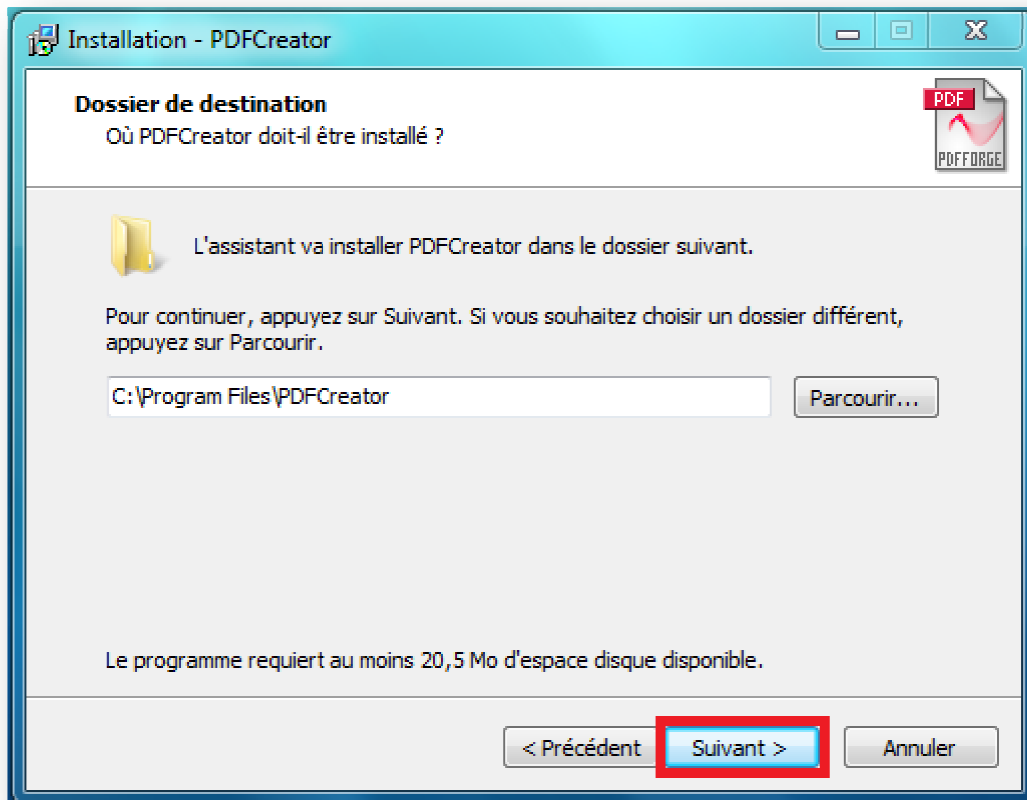 Installation - PDFCreator
Dossier de destination
Où PDFCreator doit-il être installé ?
PDF
PDFFORGE
L'assistant va installer PDFCreator dans le dossier suivant.
Pour continuer, appuyez sur Suivant. Si vous souhaitez choisir un dossier différent,
appuyez sur Parcourir.
C:\Program Files\PDFCreator
Parcourir...
Le programme requiert au moins 20,5 Mo d'espace disque disponible.
< Précédent
Suivant >
Annuler